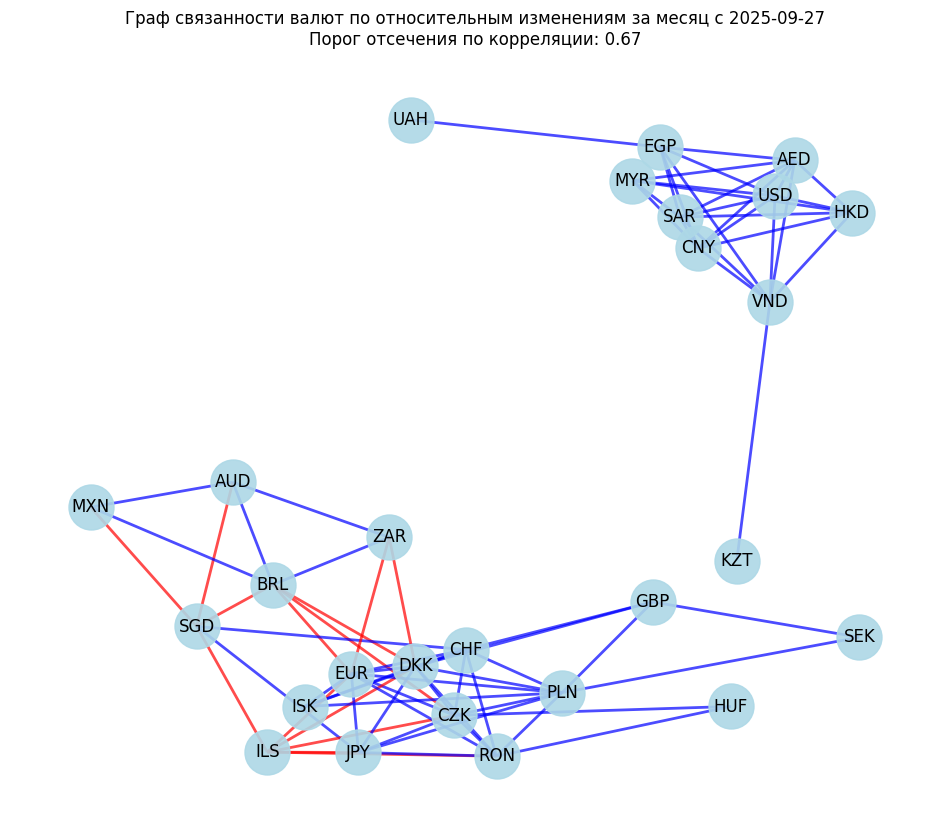 Граф связанности валют по относительным изменениям за месяц с 2025-09-27
Порог отсечения по корреляции: 0.67
UAH
EGP
AED
MYR
USD
SAR
HKD
CNY
VND
AUD
MXN
ZAR
KZT
BRL
GBP
SGD
SEK
CHF
DKK
EUR
PLN
ISK
HUF
CZK
ILS
JPY
RON